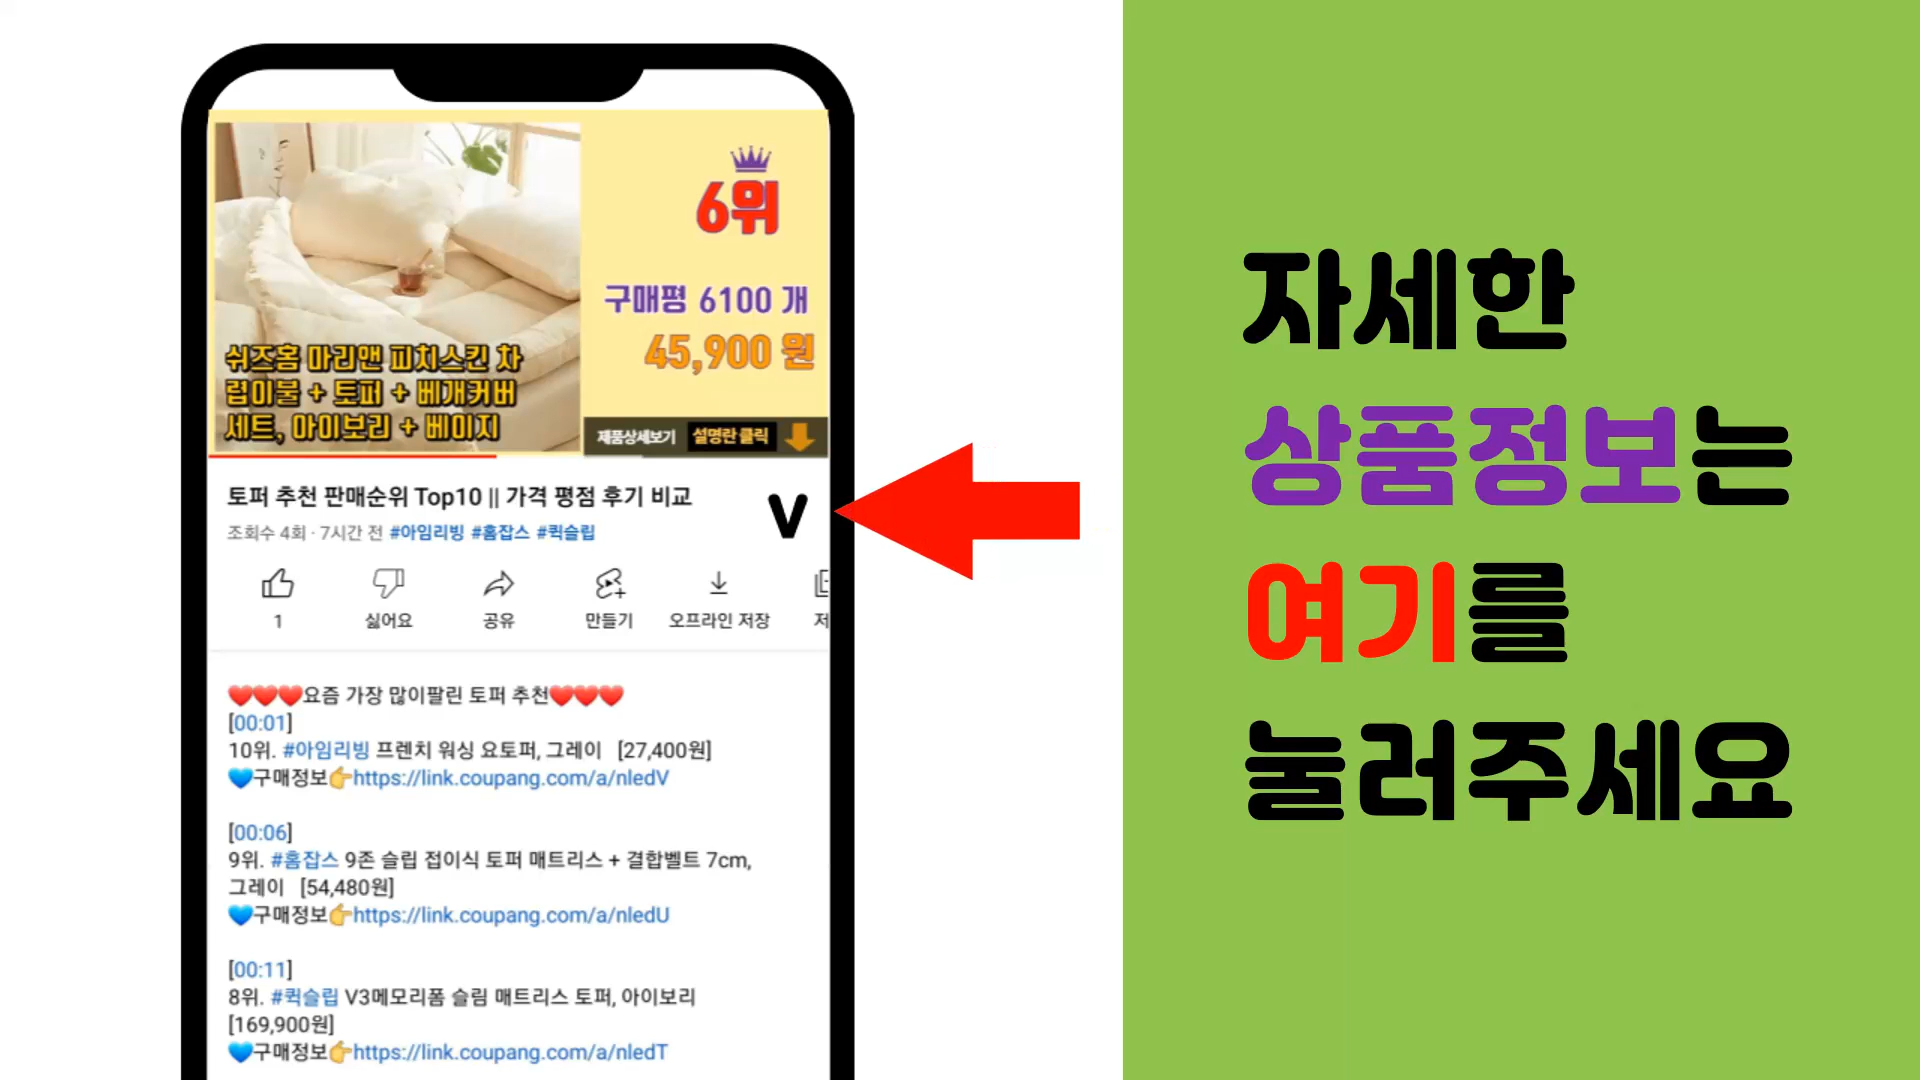 6위
구매평 6100 개
45,900 원
쉬즈홈 마리앤 피치스킨 차
렵이불 + 토퍼 + 베개커버
세트, 아이보리 + 베이지
제품상세보기 설명란 클릭
토퍼 추천 판매순위 Top10 || 가격 평점 후기 비교
V
조회수 4회 · 7시간 전 #아임리빙 #홈잡스 #퀵슬립
1 싫어요 공유 만들기 오프라인 저장 저
❤️❤️❤️요즘 가장 많이팔린 토퍼 추천❤️❤️❤️
[00:01]
10위. #아임리빙 프렌치 워싱 요토퍼, 그레이 [27,400원]
💙구매정보👉https://link.coupang.com/a/nledV
[00:06]
9위. #홈잡스 9존 슬립 접이식 토퍼 매트리스 + 결합벨트 7cm,
그레이 [54,480원]
💙구매정보👉https://link.coupang.com/a/nledU
[00:11]
8위. #퀵슬립 V3메모리폼 슬림 매트리스 토퍼, 아이보리
[169,900원]
💙구매정보👉https://link.coupang.com/a/nledT
자세한
상품정보는
여기를
눌러주세요